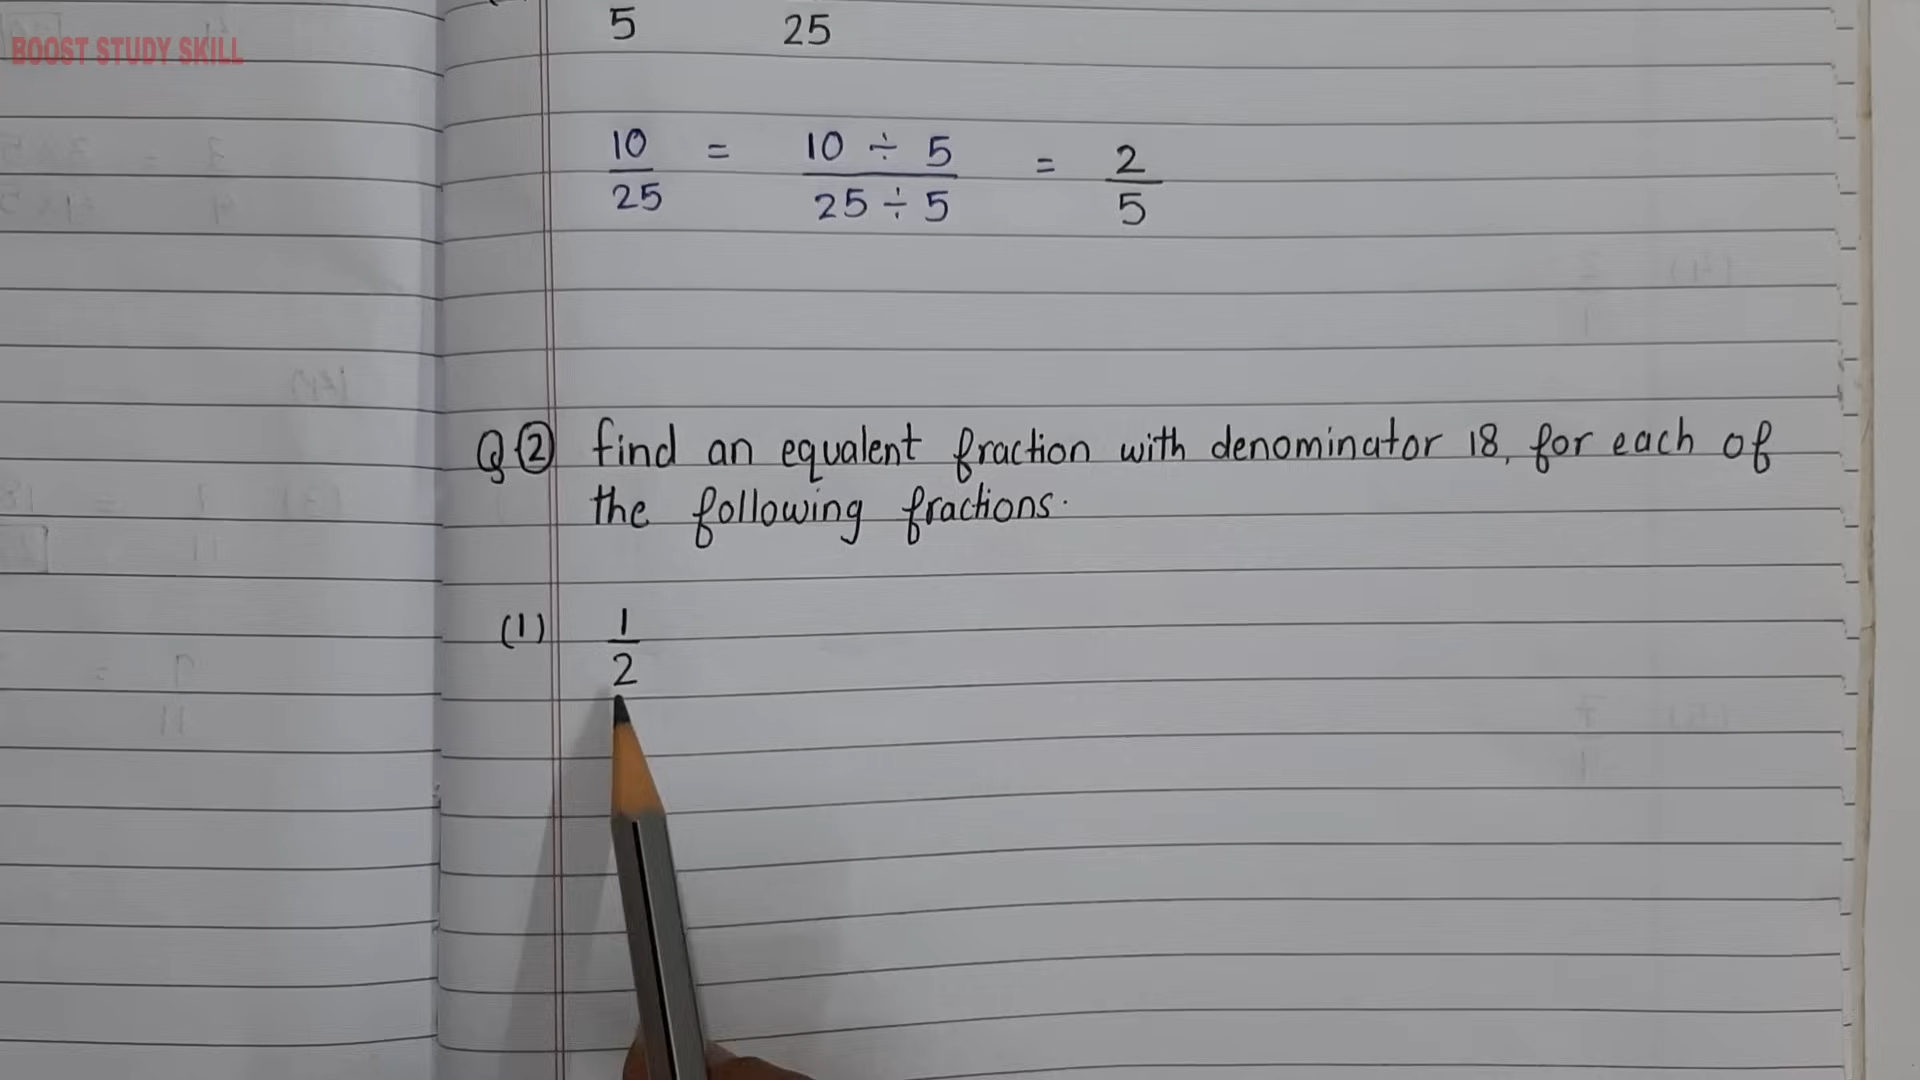 BOOST STUDY SKILL
5 25
10/25 = 10 ÷ 5/25 ÷ 5 = 2/5
Q② find an equalent fraction with denominator 18, for each of
the following fractions.
(1) 1/2